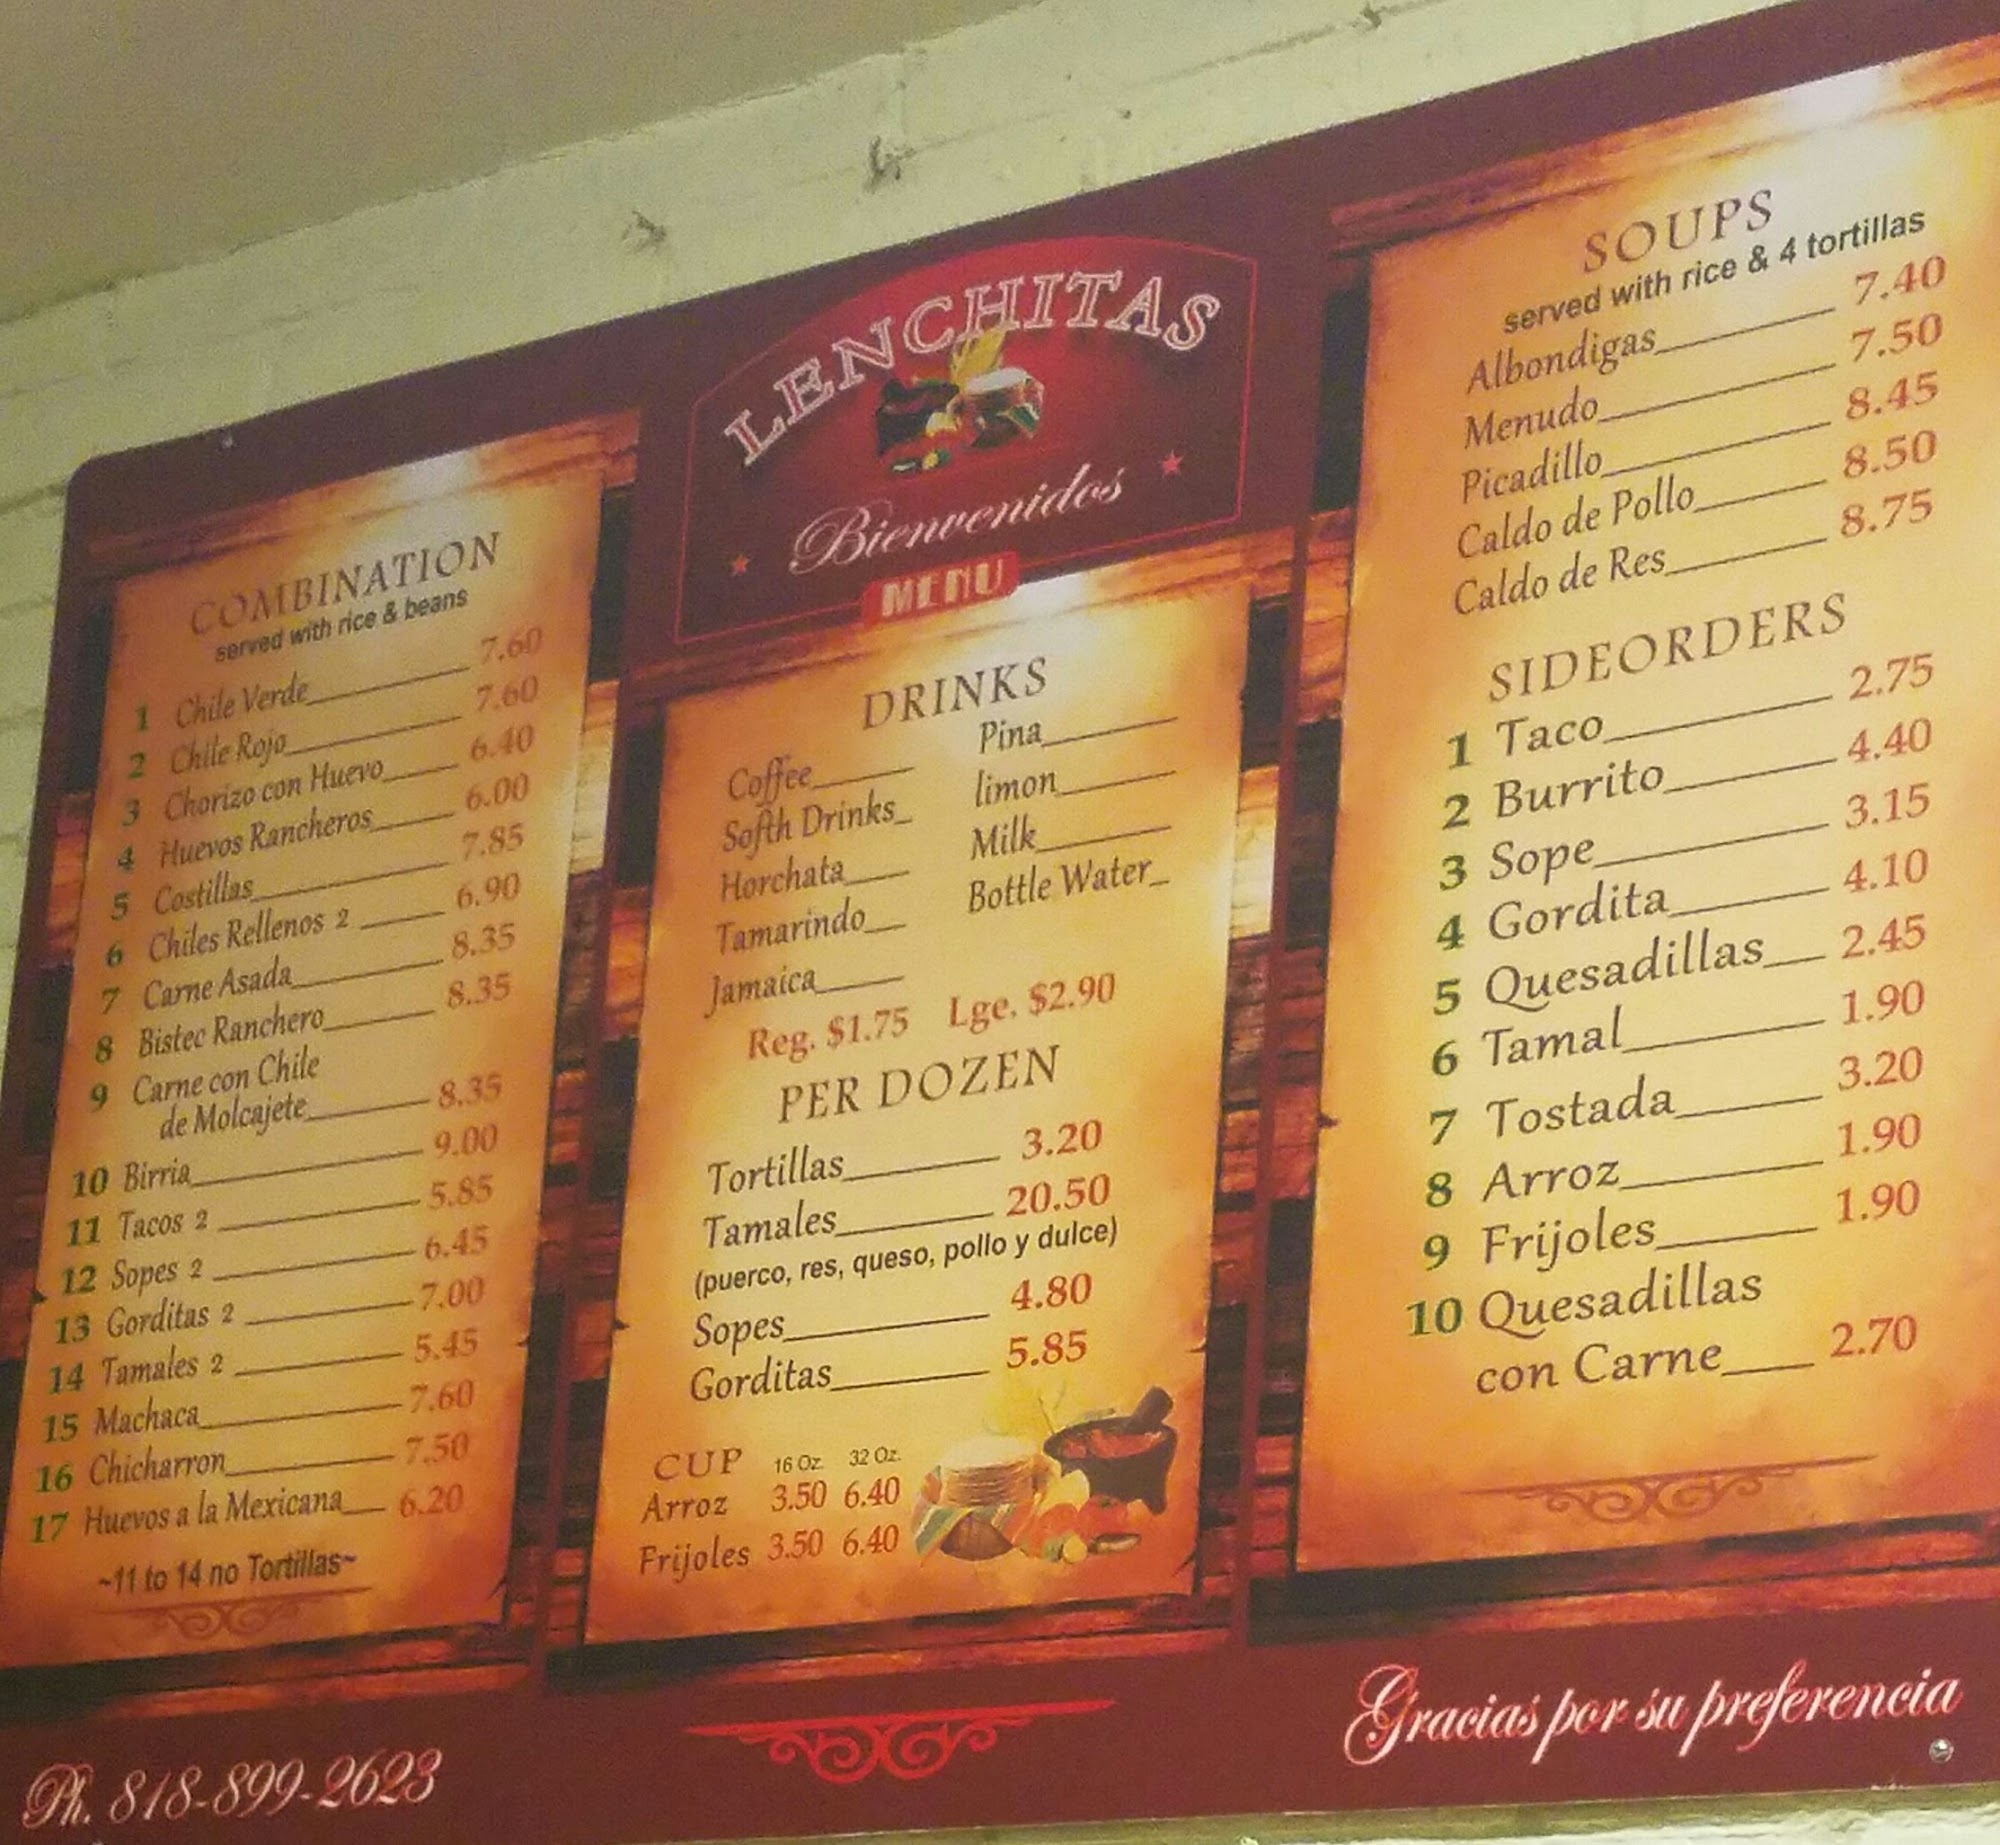 LENCHITAS
Bienvenidos
MENU
COMBINATION
served with rice & beans
1 Chile Verde 7.60
2 Chile Rojo 7.60
3 Chorizo con Huevo 6.40
4 Huevos Rancheros 6.00
5 Costillas 7.85
6 Chiles Rellenos 2 6.90
7 Carne Asada 8.35
8 Bistec Ranchero 8.35
9 Carne con Chile
de Molcajete 8.35
10 Birria 9.00
11 Tacos 2 5.85
12 Sopes 2 6.45
13 Gorditas 2 7.00
14 Tamales 2 5.45
15 Machaca 7.60
16 Chicharron 7.50
17 Huevos a la Mexicana 6.20
~11 to 14 no Tortillas~
DRINKS
Coffee
Softh Drinks
Horchata
Tamarindo
Jamaica
Pina
limon
Milk
Bottle Water
Reg. $1.75 Lge. $2.90
PER DOZEN
Tortillas 3.20
Tamales 20.50
(puerco, res, queso, pollo y dulce)
Sopes 4.80
Gorditas 5.85
CUP 16 Oz. 32 Oz.
Arroz 3.50 6.40
Frijoles 3.50 6.40
SOUPS
served with rice & 4 tortillas
Albondigas 7.40
Menudo 7.50
Picadillo 8.45
Caldo de Pollo 8.50
Caldo de Res 8.75
SIDEORDERS
1 Taco 2.75
2 Burrito 4.40
3 Sope 3.15
4 Gordita 4.10
5 Quesadillas 2.45
6 Tamal 1.90
7 Tostada 3.20
8 Arroz 1.90
9 Frijoles 1.90
10 Quesadillas
con Carne 2.70
Ph. 818-899-2623
Gracias por su preferencia